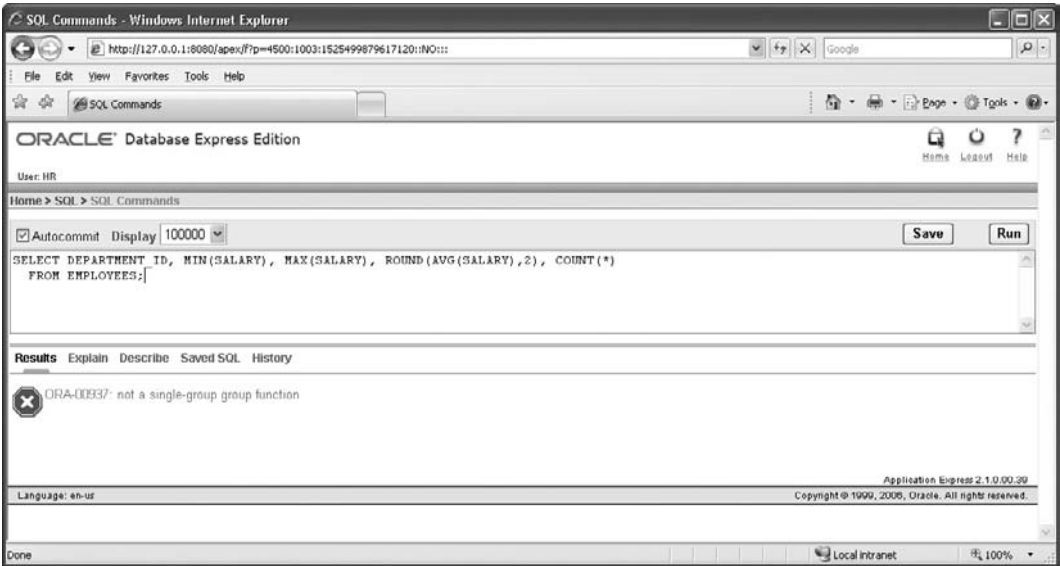 SQL Commands - Windows Internet Explorer
http://127.0.0.1:8080/apex/f?p=4500:1003:1525499879617120::NO:::
Google
File Edit View Favorites Tools Help
SQL Commands
Page Tools
ORACLE Database Express Edition
Home Logout Help
User: HR
Home > SQL > SQL Commands
Autocommit Display 100000 Save Run
SELECT DEPARTMENT_ID, MIN(SALARY), MAX(SALARY), ROUND(AVG(SALARY),2), COUNT(*)
FROM EMPLOYEES;
Results Explain Describe Saved SQL History
ORA-00937: not a single-group group function
Application Express 2.1.0.00.39
Language: en-us Copyright © 1999, 2006, Oracle. All rights reserved.
Done Local intranet 100%